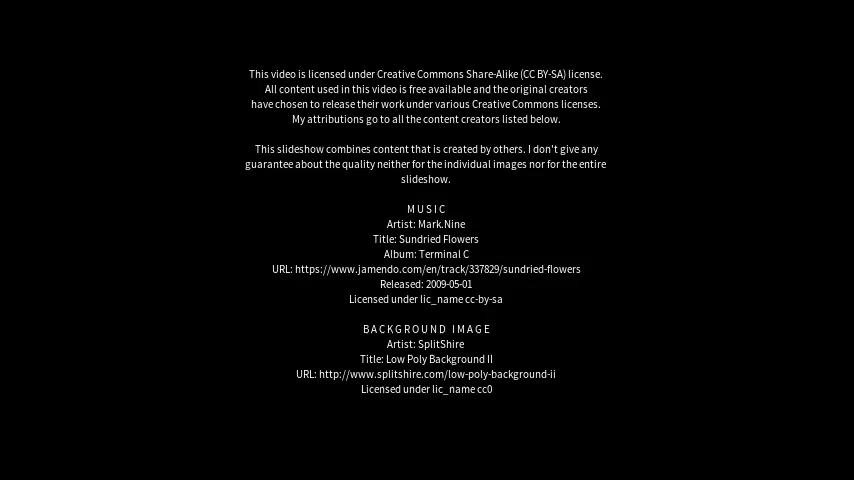 This video is licensed under Creative Commons Share-Alike (CC BY-SA) license.
All content used in this video is free available and the original creators
have chosen to release their work under various Creative Commons licenses.
My attributions go to all the content creators listed below.
This slideshow combines content that is created by others. I don't give any
guarantee about the quality neither for the individual images nor for the entire
slideshow.
MUSIC
Artist: Mark.Nine
Title: Sundried Flowers
Album: Terminal C
URL: https://www.jamendo.com/en/track/337829/sundried-flowers
Released: 2009-05-01
Licensed under lic_name cc-by-sa
BACKGROUND IMAGE
Artist: SplitShire
Title: Low Poly Background II
URL: http://www.splitshire.com/low-poly-background-ii
Licensed under lic_name cc0